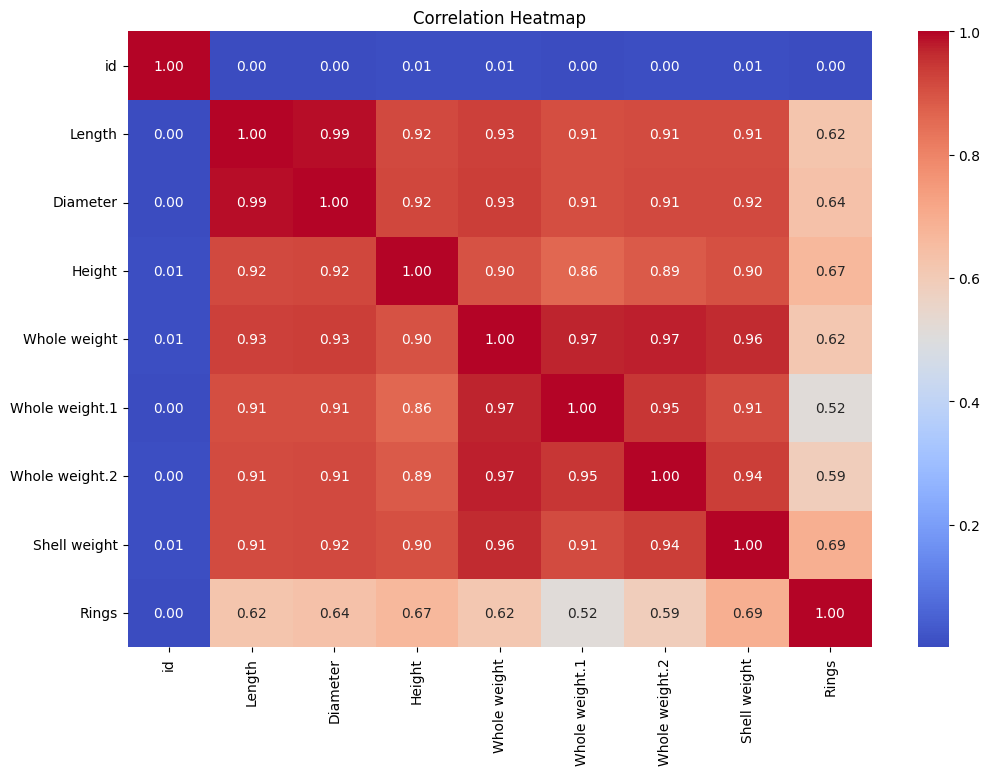 Correlation Heatmap
id 1.00 0.00 0.00 0.01 0.01 0.00 0.00 0.01 0.00
Length 0.00 1.00 0.99 0.92 0.93 0.91 0.91 0.91 0.62
Diameter 0.00 0.99 1.00 0.92 0.93 0.91 0.91 0.92 0.64
Height 0.01 0.92 0.92 1.00 0.90 0.86 0.89 0.90 0.67
Whole weight 0.01 0.93 0.93 0.90 1.00 0.97 0.97 0.96 0.62
Whole weight.1 0.00 0.91 0.91 0.86 0.97 1.00 0.95 0.91 0.52
Whole weight.2 0.00 0.91 0.91 0.89 0.97 0.95 1.00 0.94 0.59
Shell weight 0.01 0.91 0.92 0.90 0.96 0.91 0.94 1.00 0.69
Rings 0.00 0.62 0.64 0.67 0.62 0.52 0.59 0.69 1.00
id Length Diameter Height Whole weight Whole weight.1 Whole weight.2 Shell weight Rings
1.0
0.8
0.6
0.4
0.2